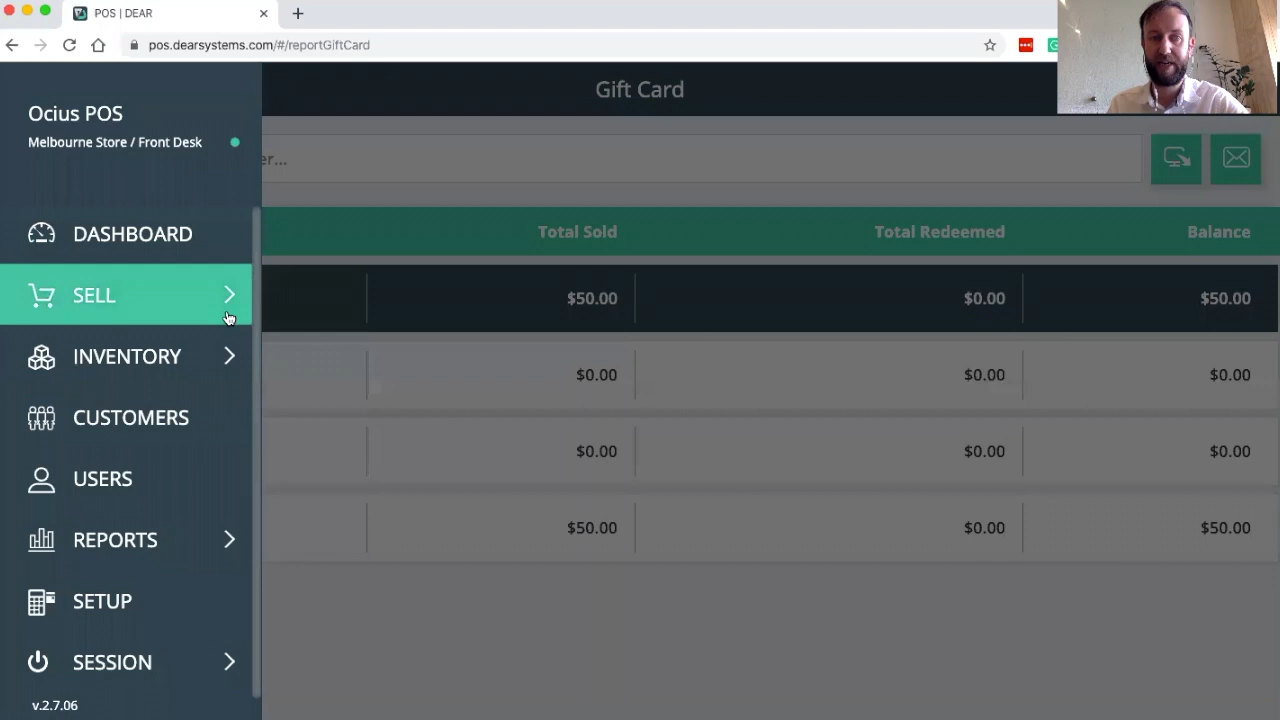 POS | DEAR
pos.dearsystems.com/#/reportGiftCard
Gift Card
Ocius POS
Melbourne Store / Front Desk
er...
DASHBOARD
SELL
INVENTORY
CUSTOMERS
USERS
REPORTS
SETUP
SESSION
v.2.7.06
Total Sold Total Redeemed Balance
$50.00 $0.00 $50.00
$0.00 $0.00 $0.00
$0.00 $0.00 $0.00
$50.00 $0.00 $50.00